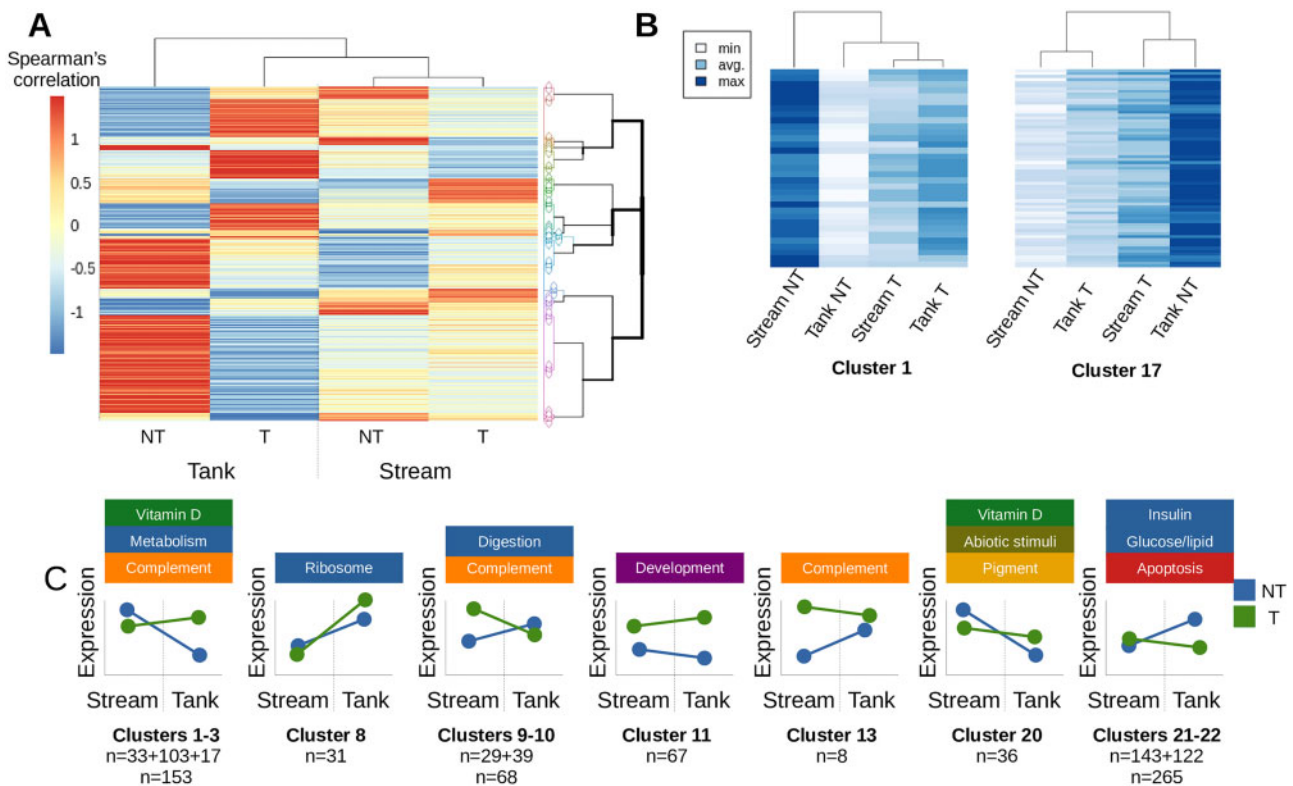 A
Spearman's
correlation
1
0.5
0
-0.5
-1
NT
T
NT
T
Tank
Stream
B
min
avg.
max
Stream NT
Tank NT
Stream T
Tank T
Cluster 1
Stream NT
Tank T
Stream T
Tank NT
Cluster 17
C
Vitamin D
Metabolism
Complement
Expression
Stream Tank
Clusters 1-3
n=33+103+17
n=153
Ribosome
Expression
Stream Tank
Cluster 8
n=31
Digestion
Complement
Expression
Stream Tank
Clusters 9-10
n=29+39
n=68
Development
Expression
Stream Tank
Cluster 11
n=67
Complement
Expression
Stream Tank
Cluster 13
n=8
Vitamin D
Abiotic stimuli
Pigment
Expression
Stream Tank
Cluster 20
n=36
Insulin
Glucose/lipid
Apoptosis
Expression
Stream Tank
Clusters 21-22
n=143+122
n=265
NT
T